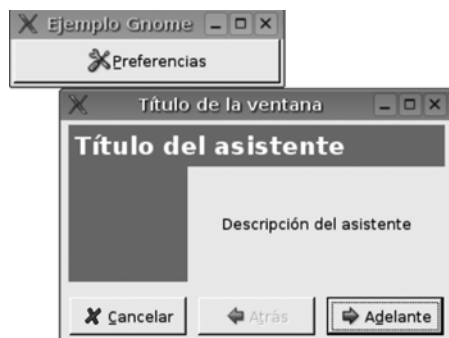 Ejemplo Gnome
Preferencias
Título de la ventana
Título del asistente
Descripción del asistente
Cancelar
Atrás
Adelante